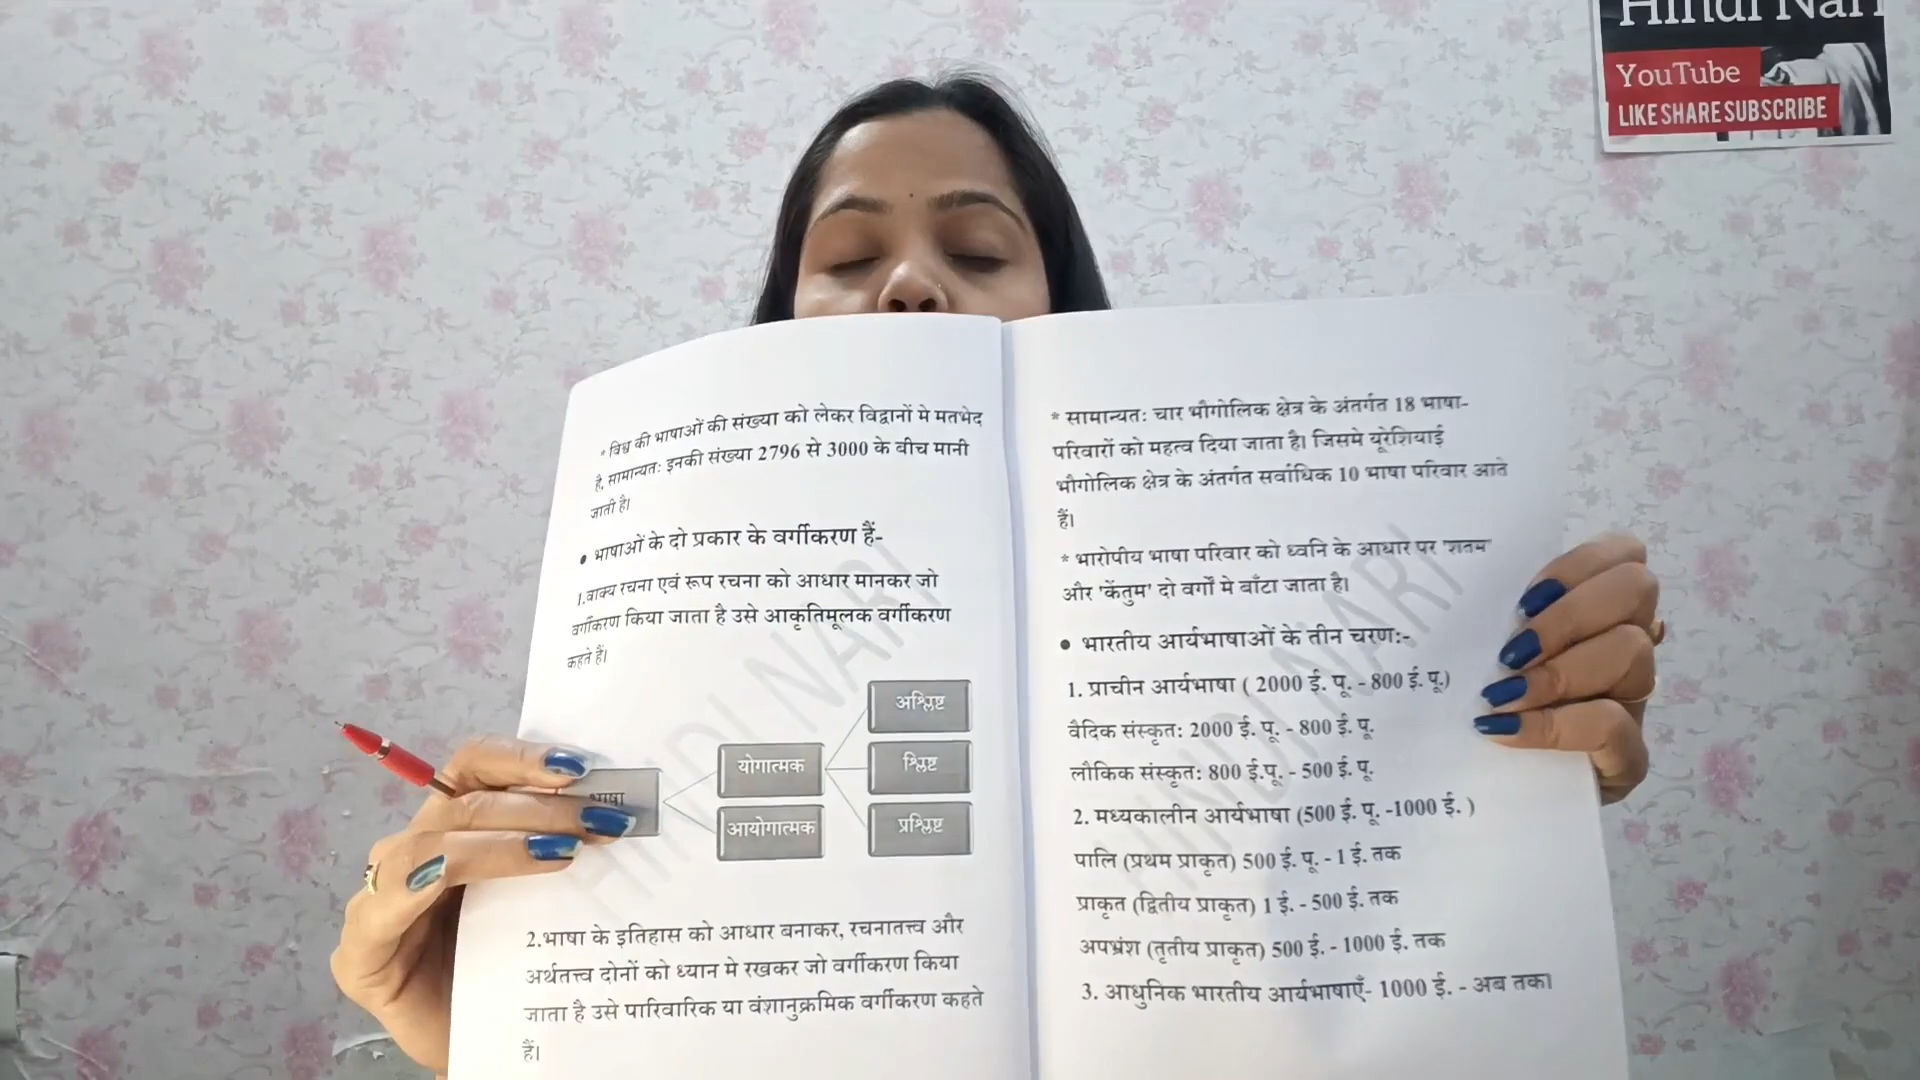 Hindi Nari
YouTube
LIKE SHARE SUBSCRIBE
* विश्व की भाषाओं की संख्या को लेकर विद्वानों मे मतभेद
है, सामान्यतः इनकी संख्या 2796 से 3000 के बीच मानी
जाती है।
• भाषाओं के दो प्रकार के वर्गीकरण हैं-
1.वाक्य रचना एवं रूप रचना को आधार मानकर जो
वर्गीकरण किया जाता है उसे आकृतिमूलक वर्गीकरण
कहते हैं।
भाषा
योगात्मक
आयोगात्मक
अश्लिष्ट
श्लिष्ट
प्रश्लिष्ट
2.भाषा के इतिहास को आधार बनाकर, रचनातत्त्व और
अर्थतत्त्व दोनों को ध्यान मे रखकर जो वर्गीकरण किया
जाता है उसे पारिवारिक या वंशानुक्रमिक वर्गीकरण कहते
हैं।
HINDI NARI
* सामान्यतः चार भौगोलिक क्षेत्र के अंतर्गत 18 भाषा-
परिवारों को महत्व दिया जाता है। जिसमे यूरेशियाई
भौगोलिक क्षेत्र के अंतर्गत सर्वाधिक 10 भाषा परिवार आते
हैं।
* भारोपीय भाषा परिवार को ध्वनि के आधार पर 'शतम'
और 'केंतुम' दो वर्गों मे बाँटा जाता है।
• भारतीय आर्यभाषाओं के तीन चरण:-
1. प्राचीन आर्यभाषा ( 2000 ई. पू. - 800 ई. पू.)
वैदिक संस्कृत: 2000 ई. पू. - 800 ई. पू.
लौकिक संस्कृत: 800 ई.पू. - 500 ई. पू.
2. मध्यकालीन आर्यभाषा (500 ई. पू. -1000 ई. )
पालि (प्रथम प्राकृत) 500 ई. पू. - 1 ई. तक
प्राकृत (द्वितीय प्राकृत) 1 ई. - 500 ई. तक
अपभ्रंश (तृतीय प्राकृत) 500 ई. - 1000 ई. तक
3. आधुनिक भारतीय आर्यभाषाएँ- 1000 ई. - अब तक।
HINDI NARI